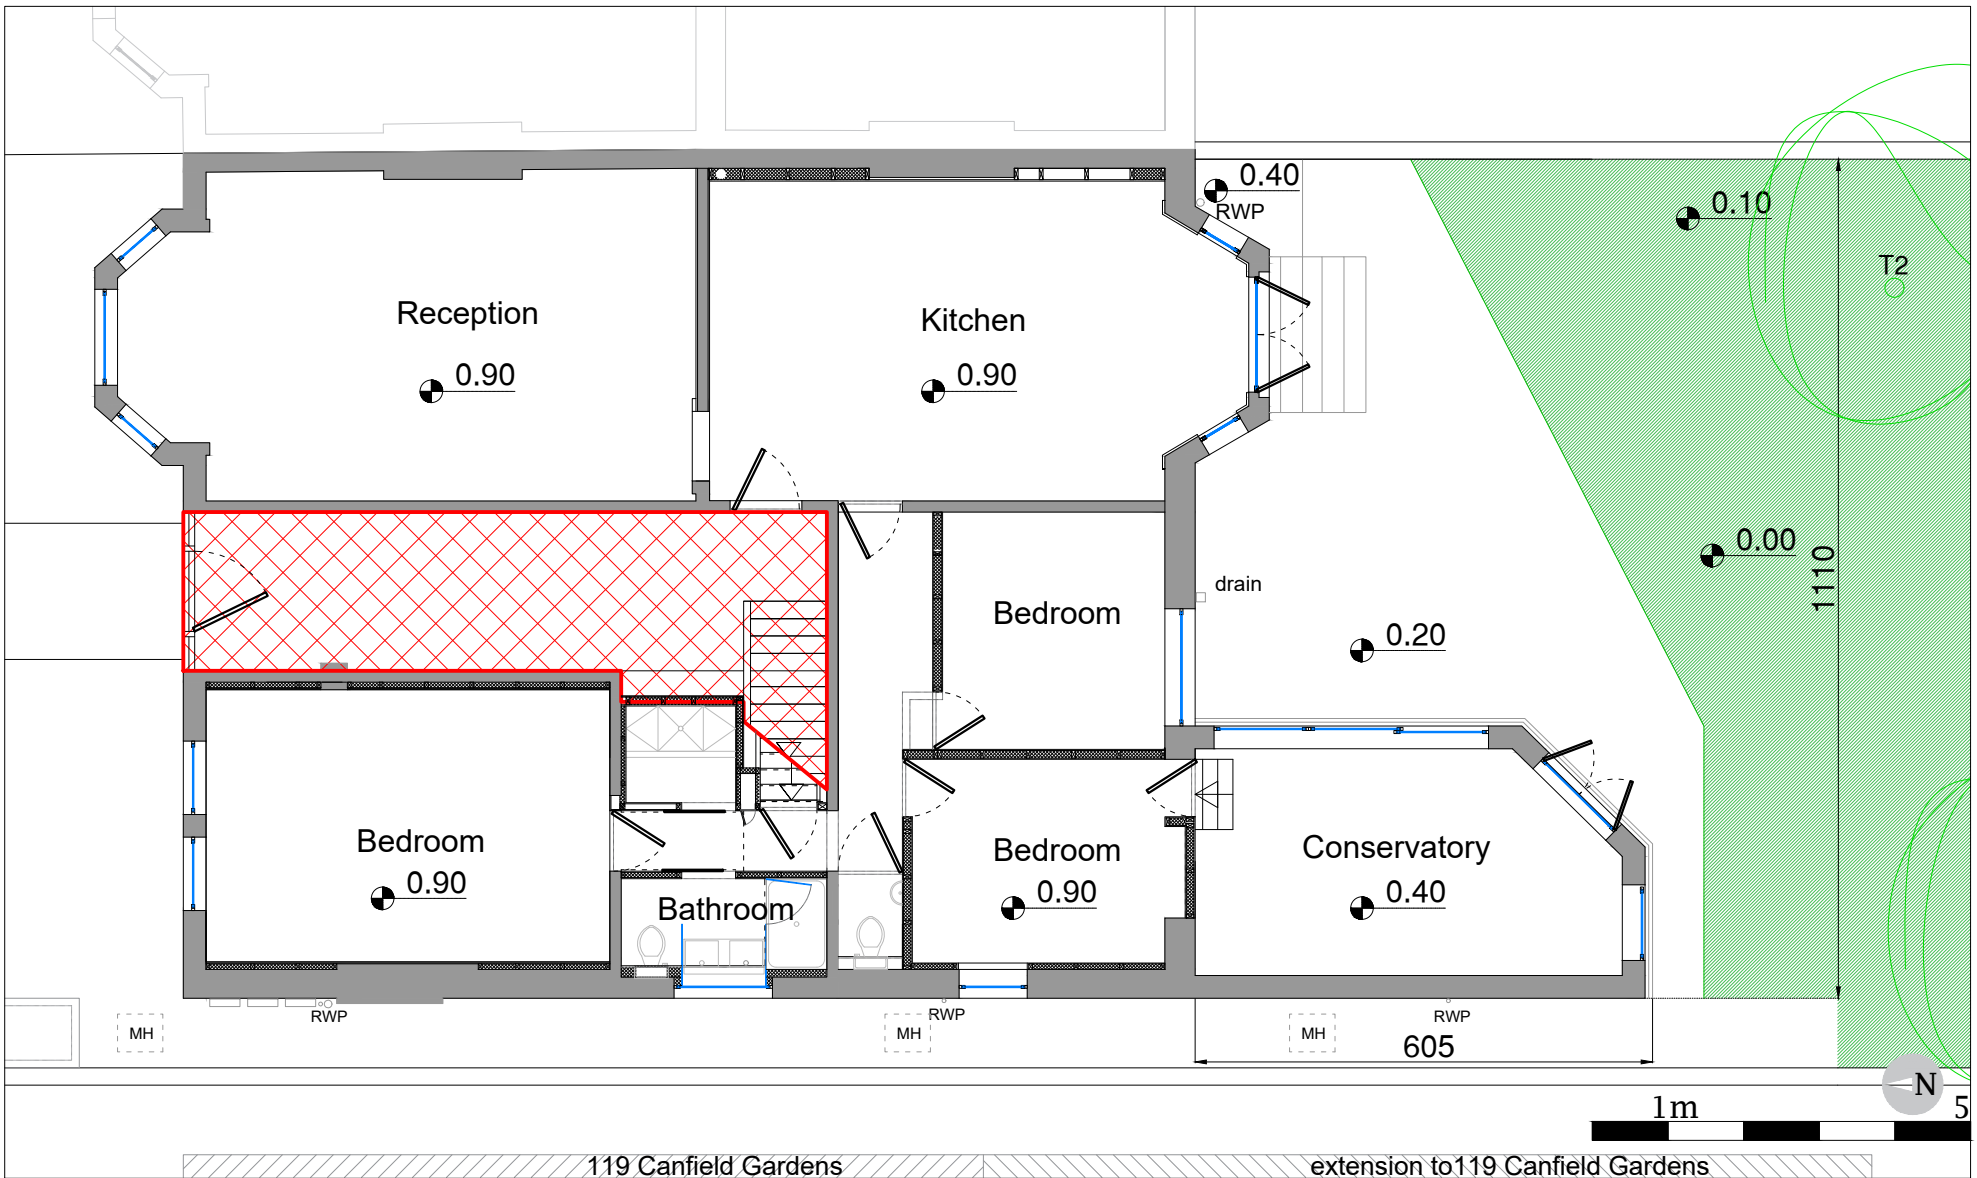 0.40
RWP
0.10
T2
Reception
0.90
Kitchen
0.90
0.00
1110
drain
Bedroom
0.20
Bedroom
0.90
Bathroom
Bedroom
0.90
Conservatory
0.40
RWP
RWP
RWP
MH
MH
MH
605
N
1m
5
119 Canfield Gardens
extension to119 Canfield Gardens